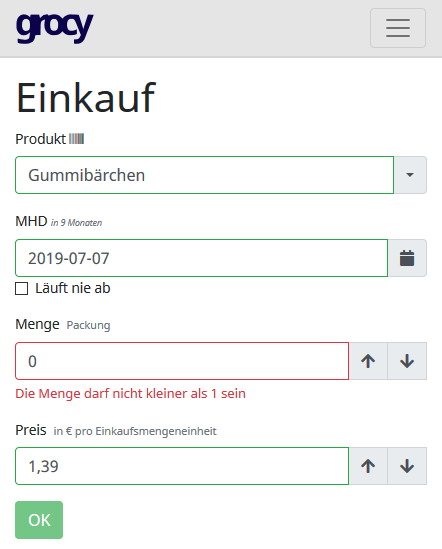 grocy
Einkauf
Produkt
Gummibärchen
MHD in 9 Monaten
2019-07-07
Läuft nie ab
Menge Packung
0
Die Menge darf nicht kleiner als 1 sein
Preis in € pro Einkaufsmengeneinheit
1,39
OK